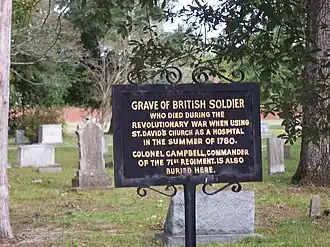 GRAVE OF BRITISH SOLDIER
WHO DIED DURING THE
REVOLUTIONARY WAR WHEN USING
ST. DAVID'S CHURCH AS A HOSPITAL
IN THE SUMMER OF 1780.
COLONEL CAMPBELL, COMMANDER
OF THE 71ST REGIMENT, IS ALSO
BURIED HERE.